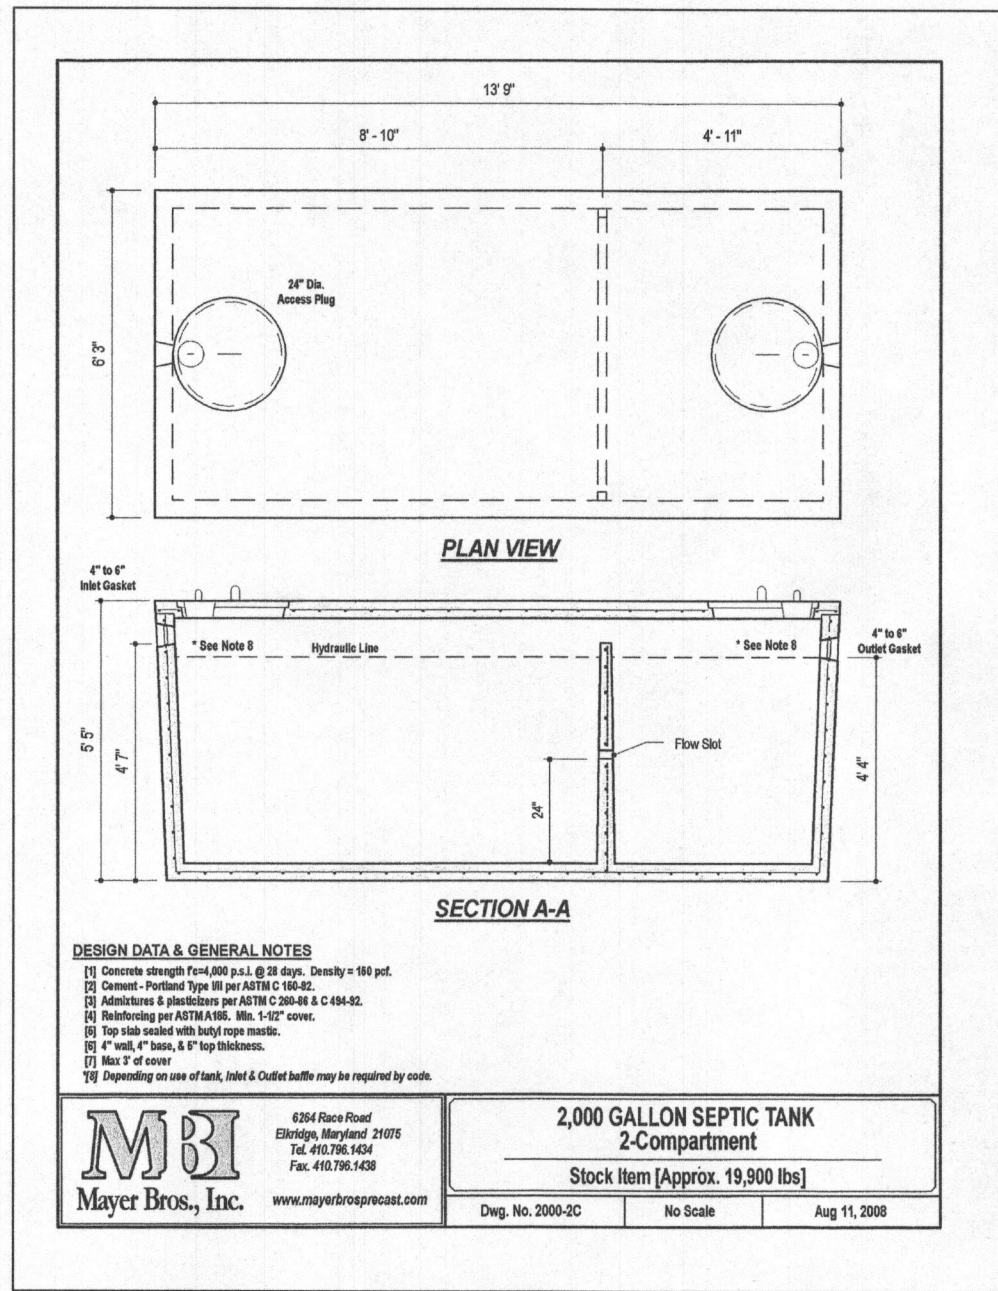 13' 9"
8' - 10"
4' - 11"
24" Dia.
Access Plug
6' 3"
PLAN VIEW
4" to 6"
Inlet Gasket
* See Note 8
Hydraulic Line
* See Note 8
4" to 6"
Outlet Gasket
5' 5"
4' 7"
Flow Slot
24"
4' 4"
SECTION A-A
DESIGN DATA & GENERAL NOTES
[1] Concrete strength f'c=4,000 p.s.i. @ 28 days. Density = 150 pcf.
[2] Cement - Portland Type I/II per ASTM C 150-92.
[3] Admixtures & plasticizers per ASTM C 260-86 & C 494-92.
[4] Reinforcing per ASTM A185. Min. 1-1/2" cover.
[5] Top slab sealed with butyl rope mastic.
[6] 4" wall, 4" base, & 5" top thickness.
[7] Max 3' of cover
*[8] Depending on use of tank, Inlet & Outlet baffle may be required by code.
MBI
Mayer Bros., Inc.
6264 Race Road
Elkridge, Maryland 21075
Tel. 410.796.1434
Fax. 410.796.1438
www.mayerbrosprecast.com
2,000 GALLON SEPTIC TANK
2-Compartment
Stock Item [Approx. 19,900 lbs]
Dwg. No. 2000-2C
No Scale
Aug 11, 2008